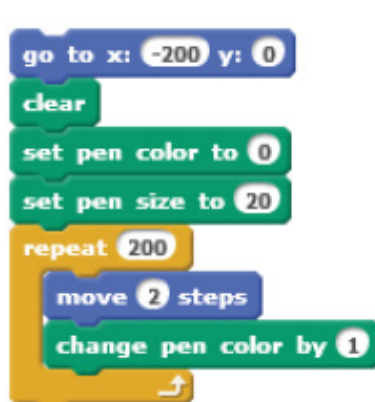 go to x: -200 y: 0
clear
set pen color to 0
set pen size to 20
repeat 200
move 2 steps
change pen color by 1